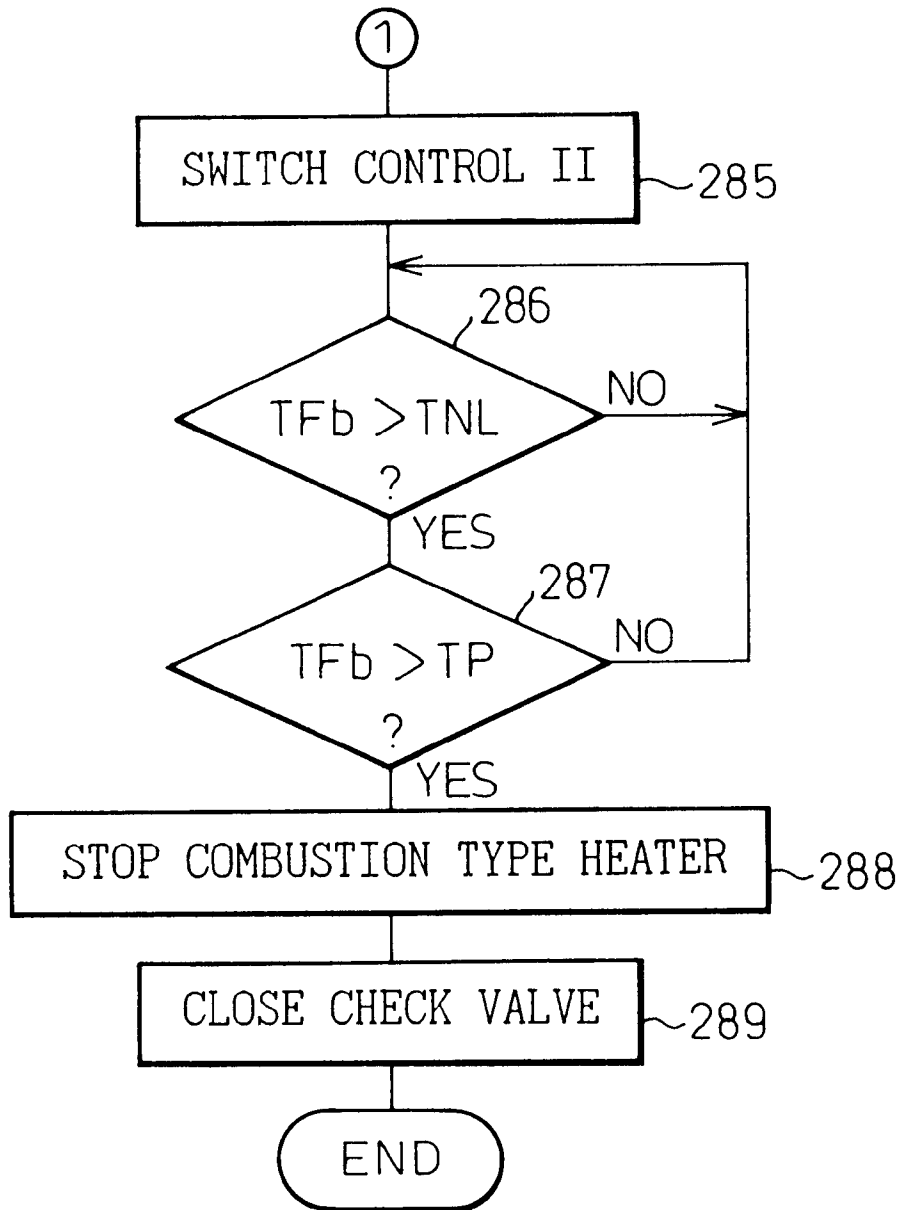 1
SWITCH CONTROL II
285
286
TFb > TNL
?
NO
YES
287
TFb > TP
?
NO
YES
STOP COMBUSTION TYPE HEATER
288
CLOSE CHECK VALVE
289
END